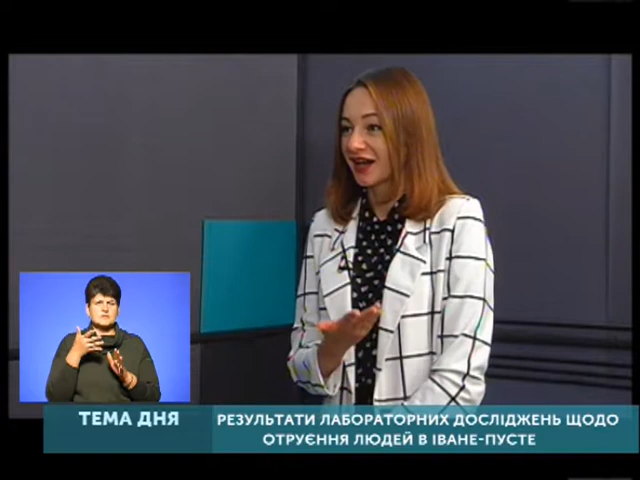 ТЕМА ДНЯ
РЕЗУЛЬТАТИ ЛАБОРАТОРНИХ ДОСЛІДЖЕНЬ ЩОДО
ОТРУЄННЯ ЛЮДЕЙ В ІВАНЕ-ПУСТЕ